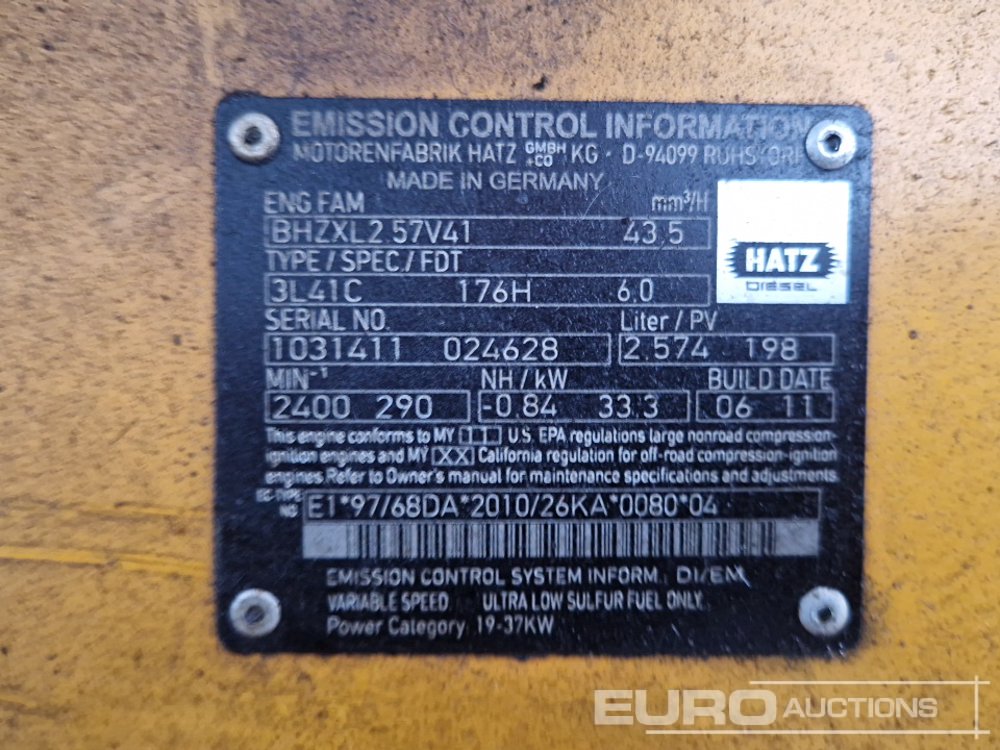 EMISSION CONTROL INFORMATION
MOTORENFABRIK HATZ GMBH +CO KG · D-94099 RUHSTORF
MADE IN GERMANY
ENG FAM mm³/H
BHZXL2 57V41 43.5
TYPE / SPEC./FDT
3L41C 176H 6.0
HATZ
DIESEL
SERIAL NO. Liter / PV
1031411 024628 2.574 198
MIN⁻¹ NH / kW BUILD DATE
2400 290 -0.84 33.3 06 11
This engine conforms to MY 11 U.S. EPA regulations large nonroad compression-
ignition engines and MY XX California regulation for off-road compression-ignition
engines. Refer to Owner's manual for maintenance specifications and adjustments.
EC-TYPE NO E1*97/68DA*2010/26KA*0080*04
EMISSION CONTROL SYSTEM INFORM. DI/EM
VARIABLE SPEED ULTRA LOW SULFUR FUEL ONLY.
Power Category: 19-37KW
EURO AUCTIONS